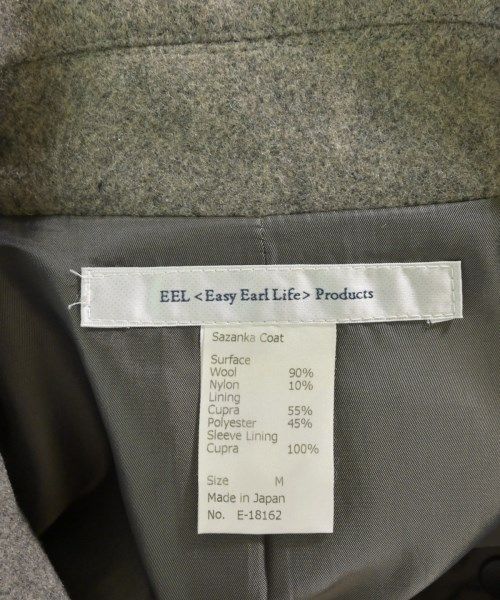 EEL <Easy Earl Life> Products
Sazanka Coat
Surface
Wool 90%
Nylon 10%
Lining
Cupra 55%
Polyester 45%
Sleeve Lining
Cupra 100%
Size M
Made in Japan
No. E-18162